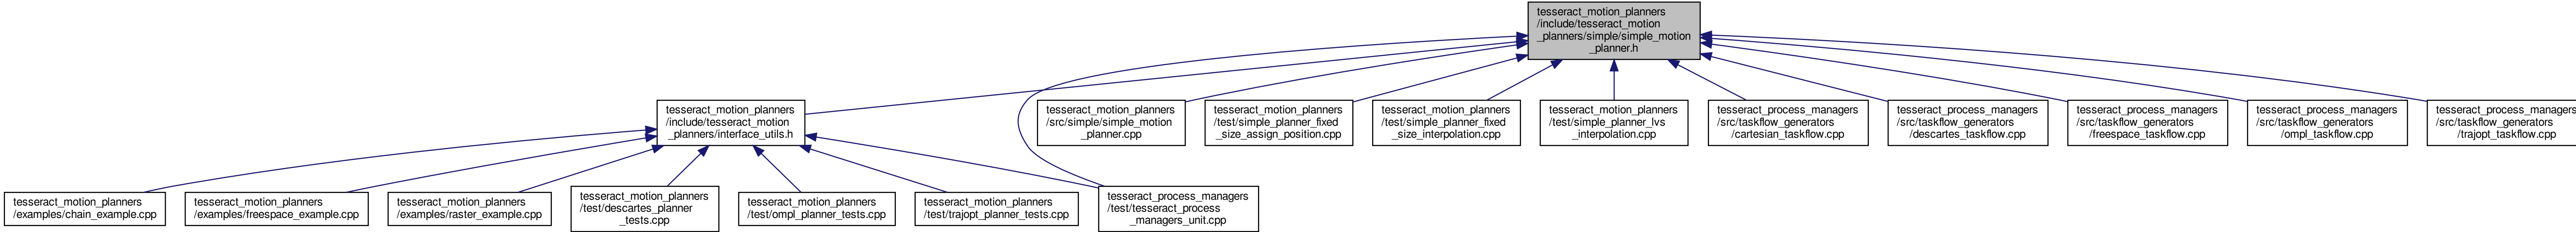 tesseract_motion_planners
/include/tesseract_motion
_planners/simple/simple_motion
_planner.h
tesseract_motion_planners
/include/tesseract_motion
_planners/interface_utils.h
tesseract_motion_planners
/src/simple/simple_motion
_planner.cpp
tesseract_motion_planners
/test/simple_planner_fixed
_size_assign_position.cpp
tesseract_motion_planners
/test/simple_planner_fixed
_size_interpolation.cpp
tesseract_motion_planners
/test/simple_planner_lvs
_interpolation.cpp
tesseract_process_managers
/src/taskflow_generators
/cartesian_taskflow.cpp
tesseract_process_managers
/src/taskflow_generators
/descartes_taskflow.cpp
tesseract_process_managers
/src/taskflow_generators
/freespace_taskflow.cpp
tesseract_process_managers
/src/taskflow_generators
/ompl_taskflow.cpp
tesseract_process_managers
/src/taskflow_generators
/trajopt_taskflow.cpp
tesseract_motion_planners
/examples/chain_example.cpp
tesseract_motion_planners
/examples/freespace_example.cpp
tesseract_motion_planners
/examples/raster_example.cpp
tesseract_motion_planners
/test/descartes_planner
_tests.cpp
tesseract_motion_planners
/test/ompl_planner_tests.cpp
tesseract_motion_planners
/test/trajopt_planner_tests.cpp
tesseract_process_managers
/test/tesseract_process
_managers_unit.cpp